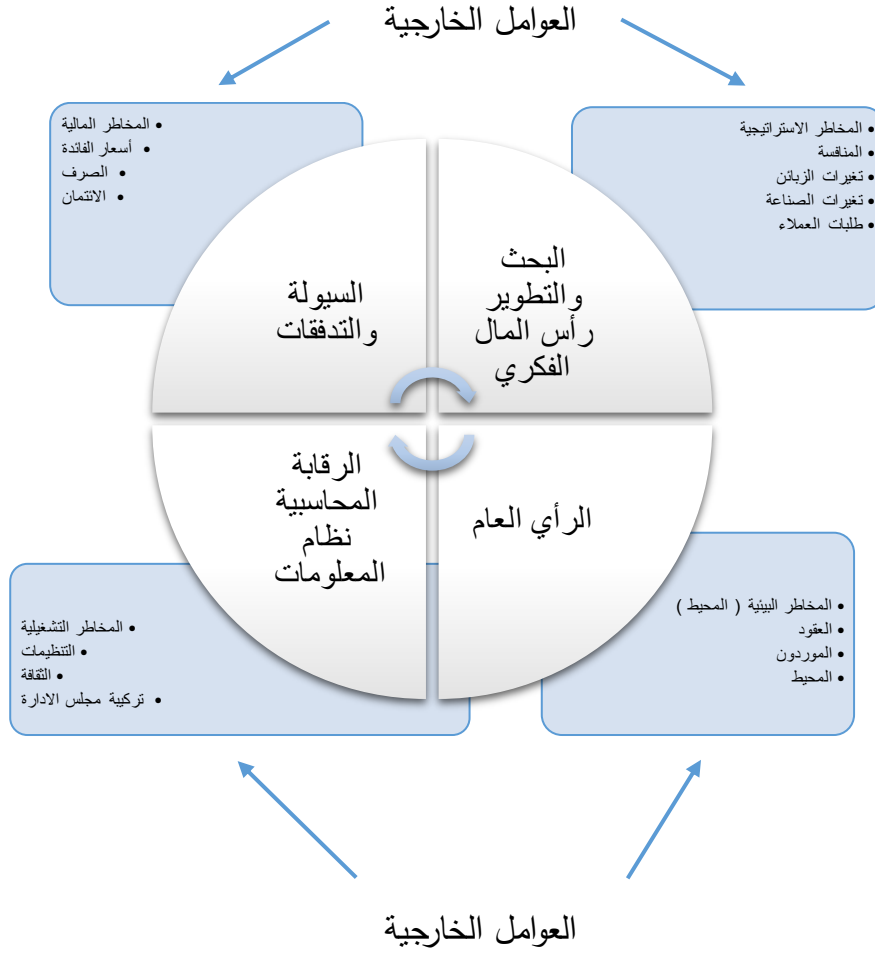 العوامل الخارجية
• المخاطر الاستراتيجية
• المنافسة
• تغيرات الزبائن
• تغيرات الصناعة
• طلبات العملاء
• المخاطر المالية
• أسعار الفائدة
• الصرف
• الائتمان
البحث
والتطوير
رأس المال
الفكري
السيولة
والتدفقات
الرأي العام
الرقابة
المحاسبية
نظام
المعلومات
• المخاطر البيئية ( المحيط )
• العقود
• الموردون
• المحيط
• المخاطر التشغيلية
• التنظيمات
• الثقافة
• تركيبة مجلس الادارة
العوامل الخارجية